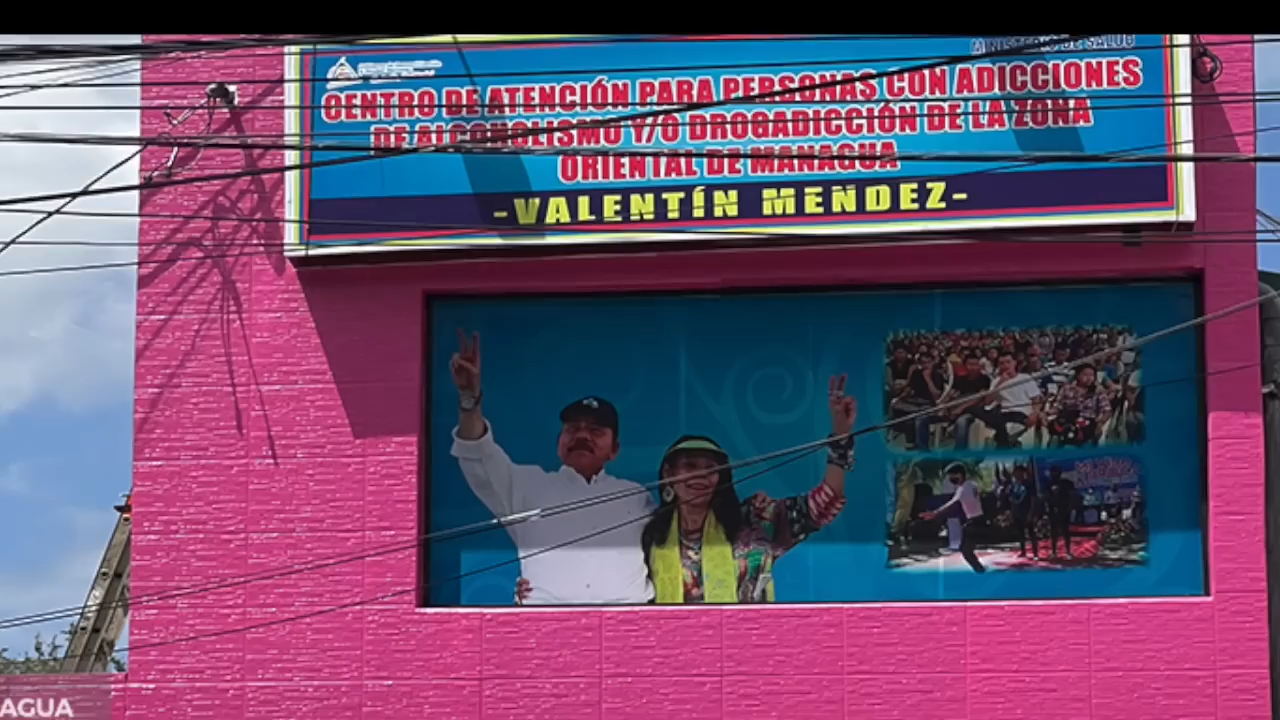 MINISTERIO DE SALUD
CENTRO DE ATENCIÓN PARA PERSONAS CON ADICCIONES
DE ALCOHOLISMO Y/O DROGADICCIÓN DE LA ZONA
ORIENTAL DE MANAGUA
-VALENTÍN MENDEZ-
AGUA